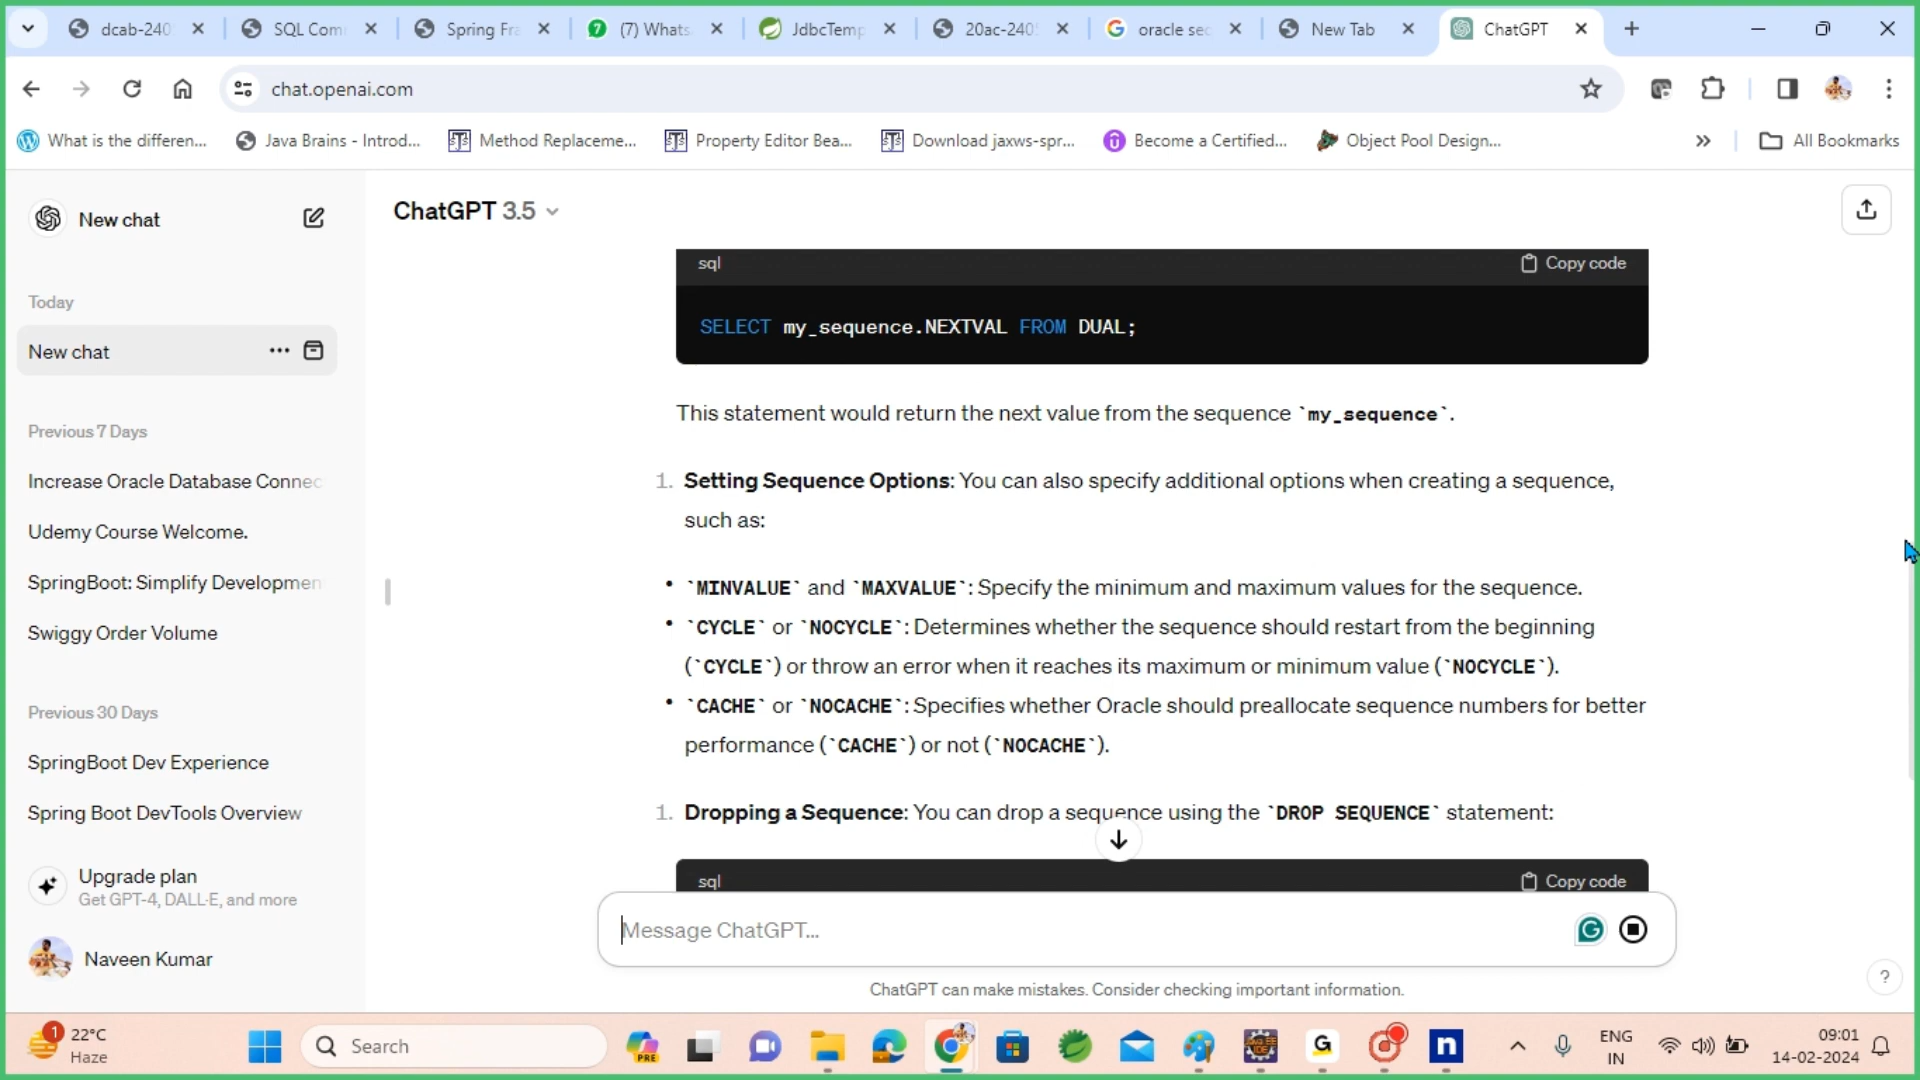 dcab-240
SQL Com
Spring Fra
(7) Whats
JdbcTemp
20ac-240
oracle sec
New Tab
ChatGPT
chat.openai.com
What is the differen...
Java Brains - Introd...
Method Replaceme...
Property Editor Bea...
Download jaxws-spr...
Become a Certified...
Object Pool Design...
All Bookmarks
New chat
ChatGPT 3.5
Today
New chat
Previous 7 Days
Increase Oracle Database Connec
Udemy Course Welcome.
SpringBoot: Simplify Developmen
Swiggy Order Volume
Previous 30 Days
SpringBoot Dev Experience
Spring Boot DevTools Overview
Upgrade plan
Get GPT-4, DALL·E, and more
Naveen Kumar
sql
Copy code
SELECT my_sequence.NEXTVAL FROM DUAL;
This statement would return the next value from the sequence `my_sequence`.
1. Setting Sequence Options: You can also specify additional options when creating a sequence,
such as:
• `MINVALUE` and `MAXVALUE`: Specify the minimum and maximum values for the sequence.
• `CYCLE` or `NOCYCLE`: Determines whether the sequence should restart from the beginning
(`CYCLE`) or throw an error when it reaches its maximum or minimum value (`NOCYCLE`).
• `CACHE` or `NOCACHE`: Specifies whether Oracle should preallocate sequence numbers for better
performance (`CACHE`) or not (`NOCACHE`).
1. Dropping a Sequence: You can drop a sequence using the `DROP SEQUENCE` statement:
sql
Copy code
Message ChatGPT...
ChatGPT can make mistakes. Consider checking important information.
?
1
22°C
Haze
Search
PRE
ENG
IN
09:01
14-02-2024